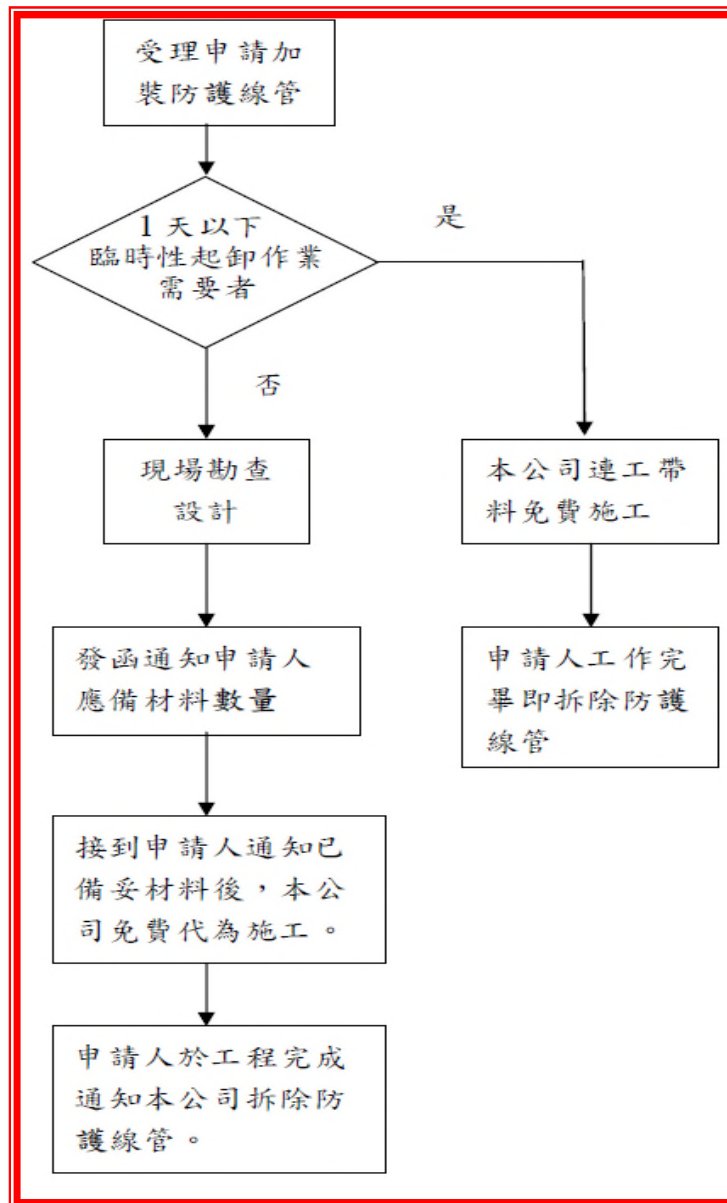 受理申請加
裝防護線管
1天以下
臨時性起卸作業
需要者
是
否
現場勘查
設計
本公司連工帶
料免費施工
發函通知申請人
應備材料數量
申請人工作完
畢即拆除防護
線管
接到申請人通知已
備妥材料後，本公
司免費代為施工。
申請人於工程完成
通知本公司拆除防
護線管。